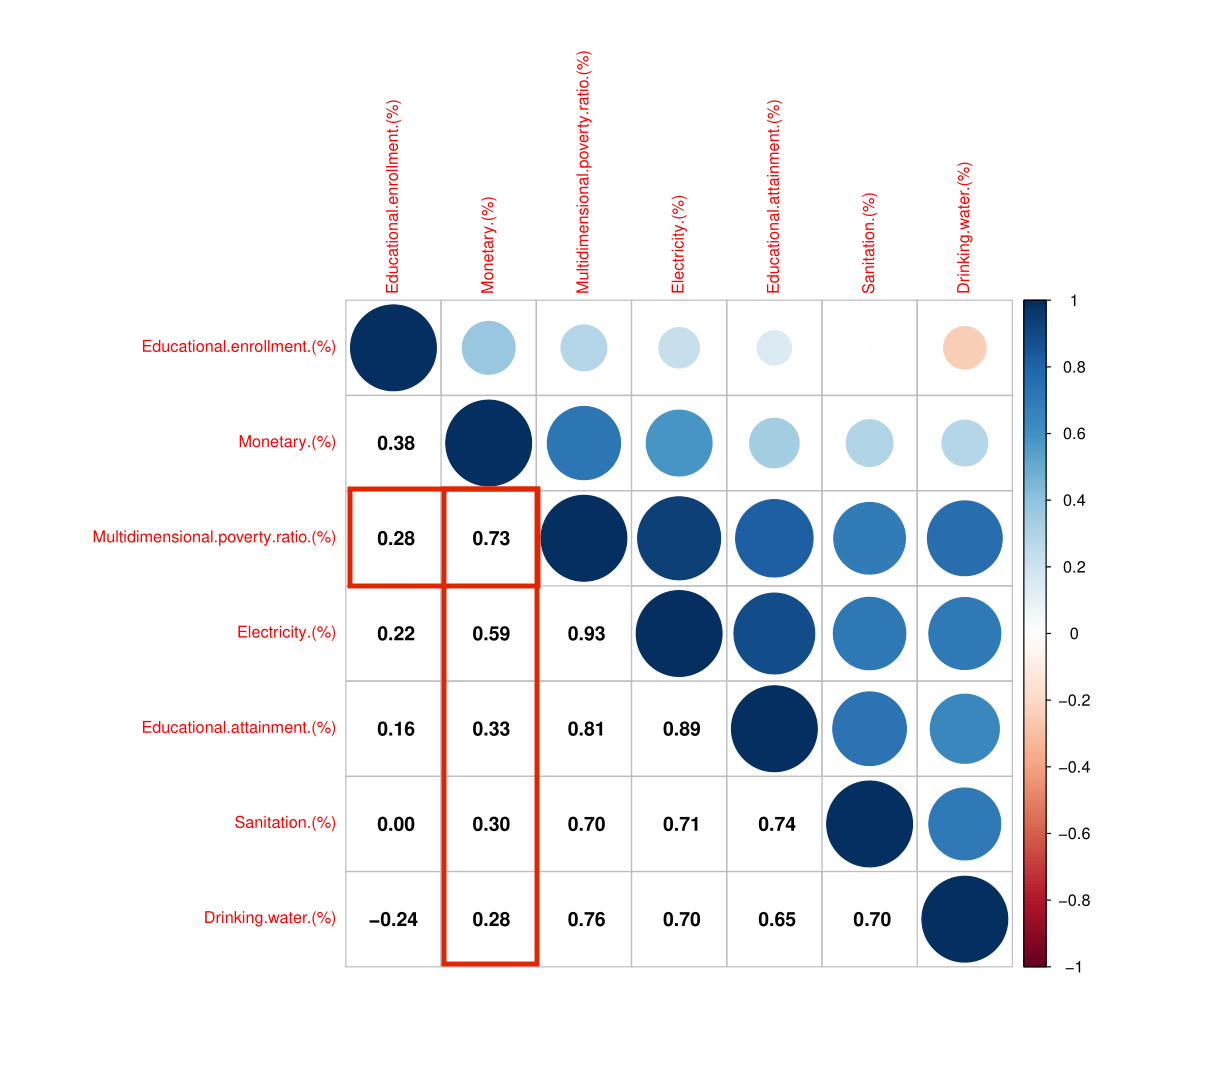 Educational.enrollment.(%)
Monetary.(%)
Multidimensional.poverty.ratio.(%)
Electricity.(%)
Educational.attainment.(%)
Sanitation.(%)
Drinking.water.(%)
Educational.enrollment.(%)
Monetary.(%) 0.38
Multidimensional.poverty.ratio.(%) 0.28 0.73
Electricity.(%) 0.22 0.59 0.93
Educational.attainment.(%) 0.16 0.33 0.81 0.89
Sanitation.(%) 0.00 0.30 0.70 0.71 0.74
Drinking.water.(%) −0.24 0.28 0.76 0.70 0.65 0.70
1
0.8
0.6
0.4
0.2
0
−0.2
−0.4
−0.6
−0.8
−1